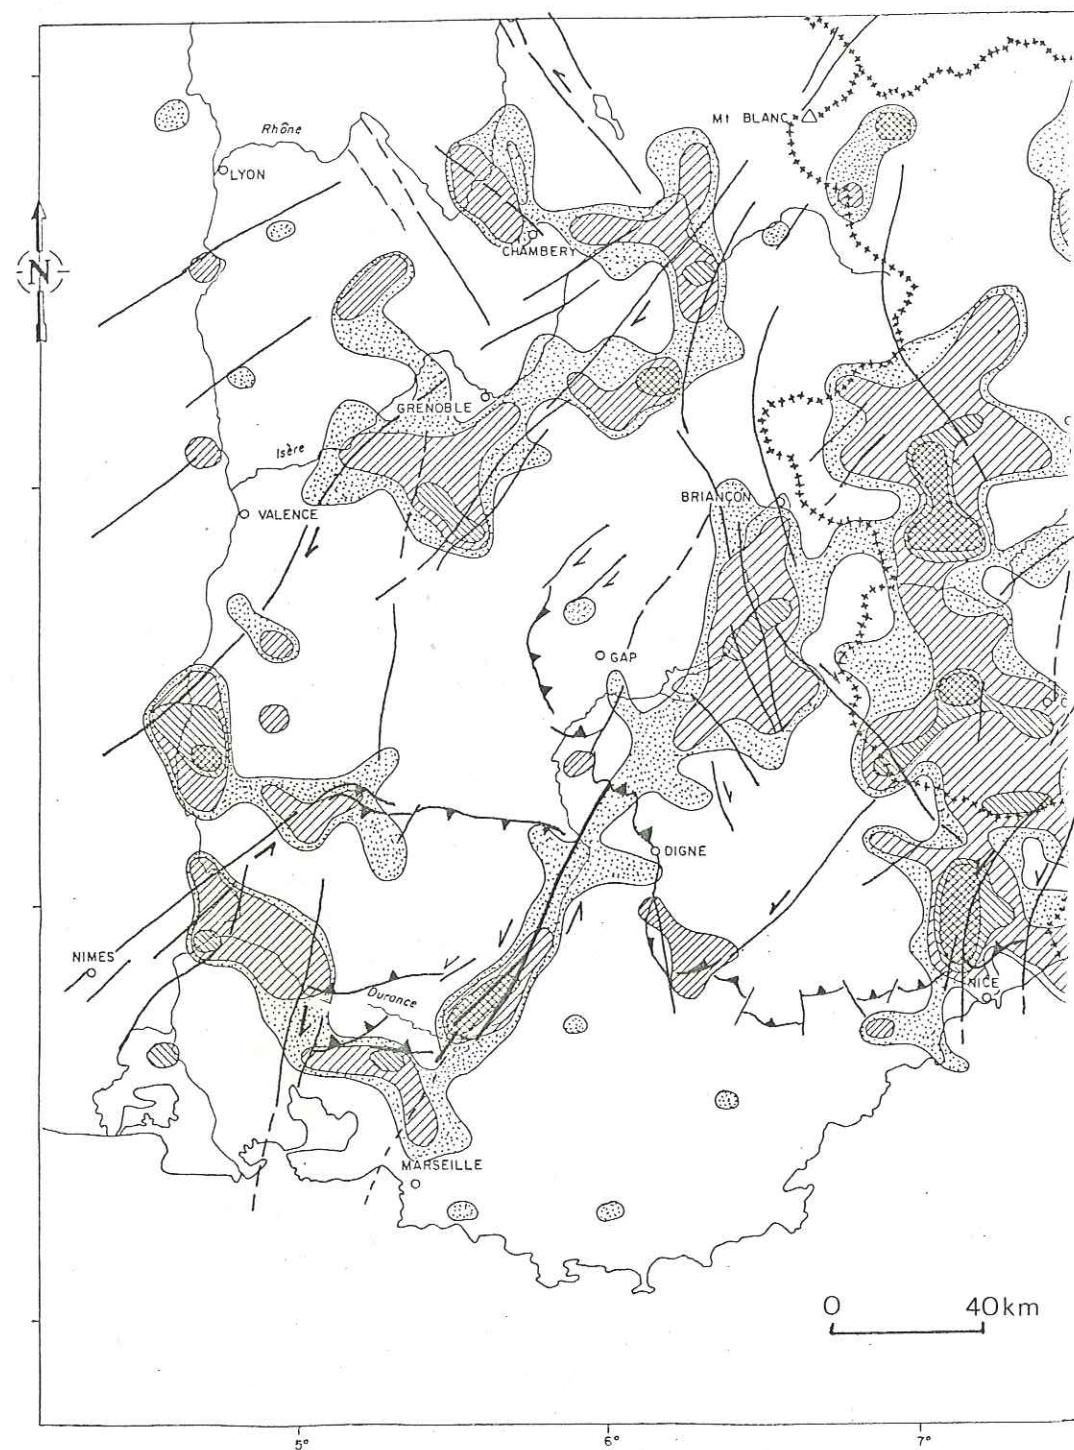 Mt BLANC
Rhône
LYON
N
CHAMBERY
GRENOBLE
Isère
BRIANÇON
VALENCE
GAP
DIGNE
NIMES
NICE
Durance
MARSEILLE
0 40km
5° 6° 7°